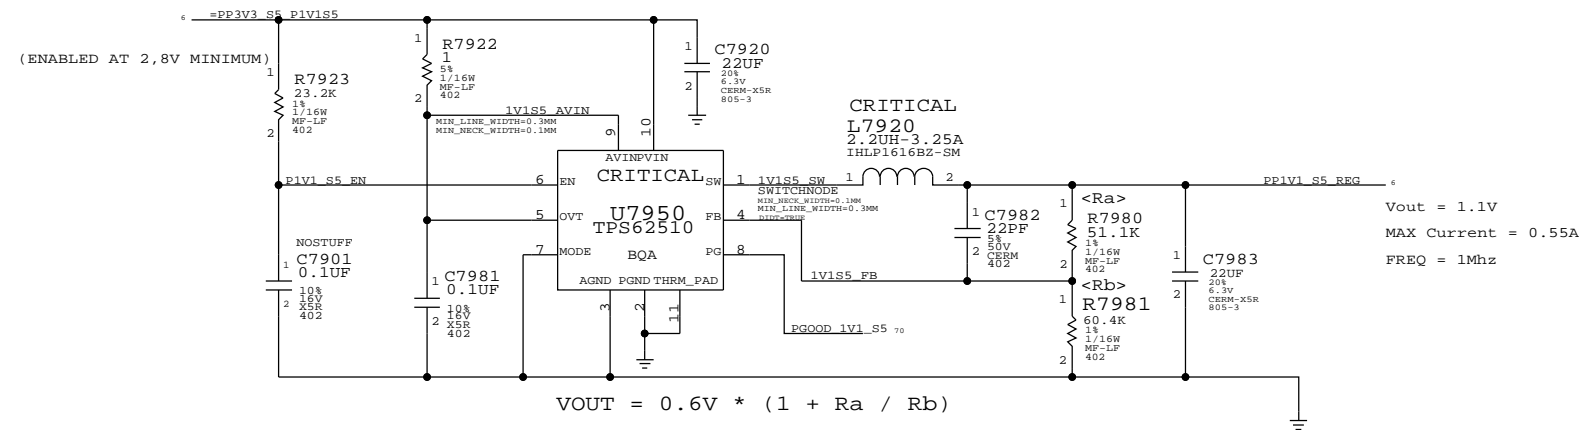 6 =PP3V3_S5_P1V1S5
(ENABLED AT 2,8V MINIMUM)
1
R7923
23.2K
1%
1/16W
MF-LF
402
2
1
R7922
1
5%
1/16W
MF-LF
402
2
1
C7920
22UF
20%
6.3V
CERM-X5R
805-3
2
1V1S5_AVIN
MIN_LINE_WIDTH=0.3MM
MIN_NECK_WIDTH=0.1MM
9
10
AVIN PVIN
CRITICAL
U7950
TPS62510
BQA
6 EN
5 OVT
7 MODE
SW 1
FB 4
PG 8
AGND PGND THRM_PAD
3
2
11
P1V1_S5_EN
NOSTUFF
C7901
0.1UF
1
10%
16V
X5R
402
2
C7981
0.1UF
1
10%
16V
X5R
402
2
1V1S5_SW
SWITCHNODE
MIN_NECK_WIDTH=0.1MM
MIN_LINE_WIDTH=0.3MM
DIDT=TRUE
CRITICAL
L7920
2.2UH-3.25A
IHLP1616BZ-SM
1 2
1
C7982
22PF
5%
50V
CERM
402
2
1V1S5_FB
PGOOD_1V1_S5 70
<Ra>
1
R7980
51.1K
1%
1/16W
MF-LF
402
2
<Rb>
1
R7981
60.4K
1%
1/16W
MF-LF
402
2
1
C7983
22UF
20%
6.3V
CERM-X5R
805-3
2
PP1V1_S5_REG 6
Vout = 1.1V
MAX Current = 0.55A
FREQ = 1Mhz
VOUT = 0.6V * (1 + Ra / Rb)